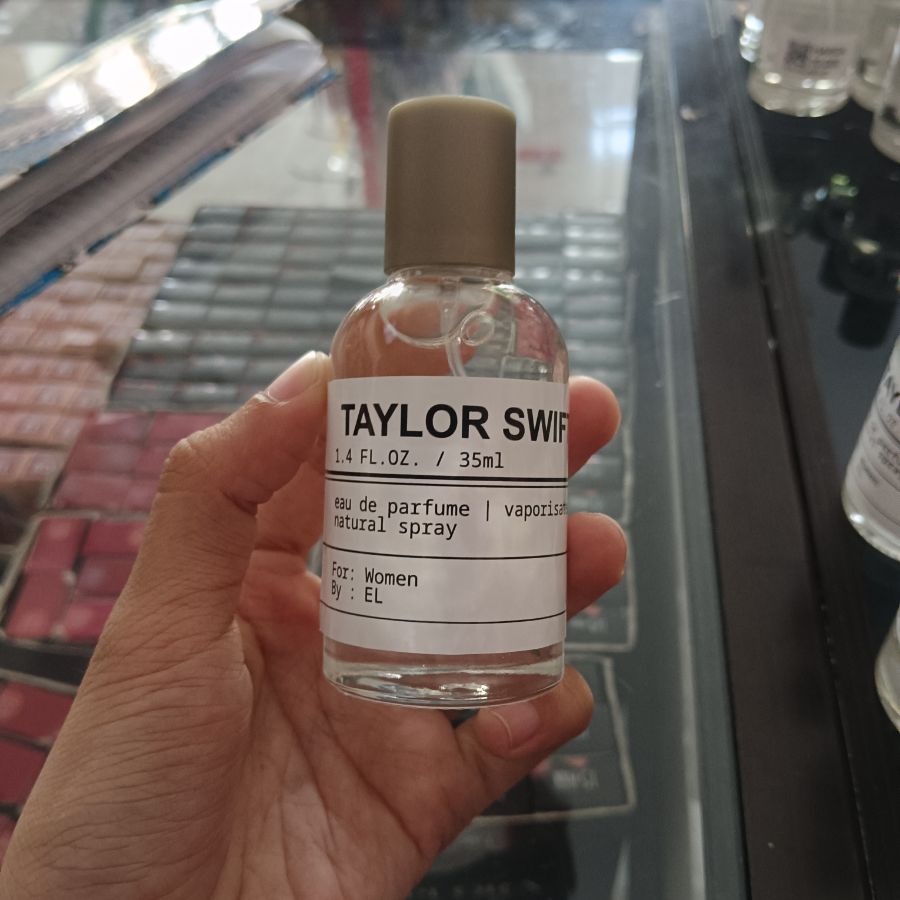 TAYLOR SWIF
1.4 FL.OZ. / 35ml
eau de parfume | vaporisat
natural spray
For: Women
By : EL